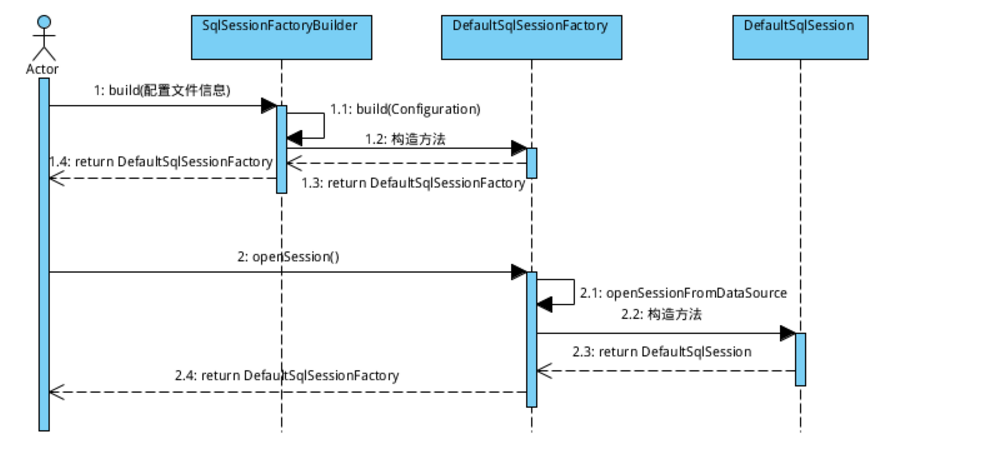 SqlSessionFactoryBuilder
DefaultSqlSessionFactory
DefaultSqlSession
Actor
1: build(配置文件信息)
1.1: build(Configuration)
1.2: 构造方法
1.4: return DefaultSqlSessionFactory
1.3: return DefaultSqlSessionFactory
2: openSession()
2.1: openSessionFromDataSource
2.2: 构造方法
2.3: return DefaultSqlSession
2.4: return DefaultSqlSessionFactory